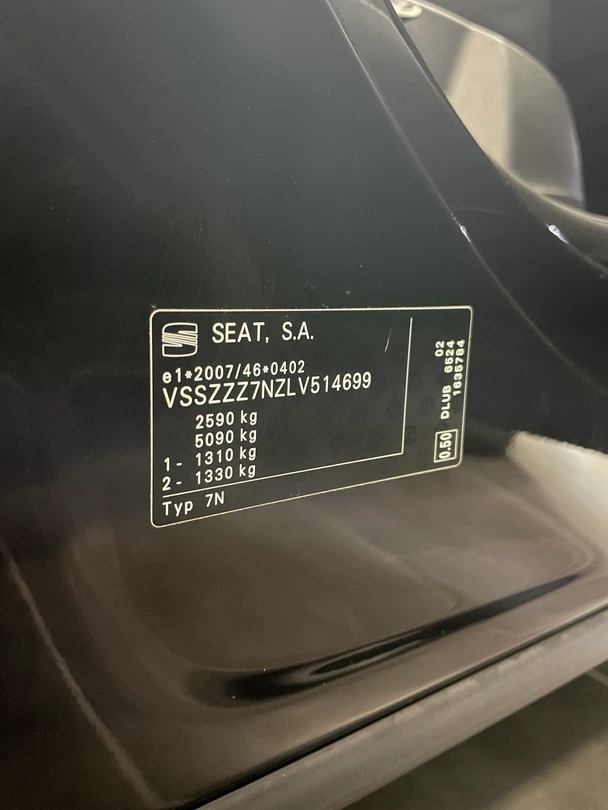 SEAT, S.A.
e1*2007/46*0402
VSSZZZ7NZLV514699
2590 kg
5090 kg
1 - 1310 kg
2 - 1330 kg
Typ 7N
02
DLUB 6524
1635784
0.50